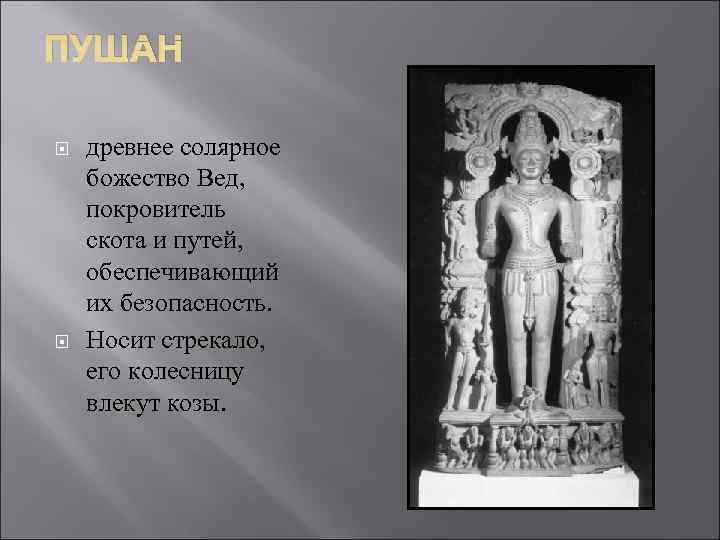 ПУШАН
древнее солярное
божество Вед,
покровитель
скота и путей,
обеспечивающий
их безопасность.
Носит стрекало,
его колесницу
влекут козы.